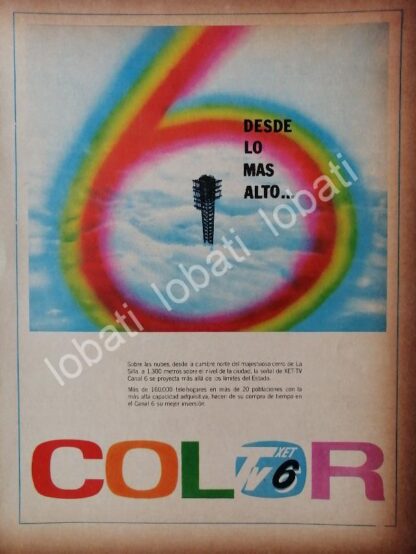 DESDE
LO
MAS
ALTO...
lobati lobati lobati
Sobre las nubes, desde la cumbre norte del majestuoso cerro de La
Silla, a 1,300 metros sobre el nivel de la ciudad, la señal de XET-TV
Canal 6 se proyecta más allá de los límites del Estado.
Más de 160,000 telehogares en más de 20 poblaciones con la
más alta capacidad adquisitiva, hacen de su compra de tiempo en
el Canal 6 su mejor inversión.
lobati lobati lobati
COLOR
XET
TV 6